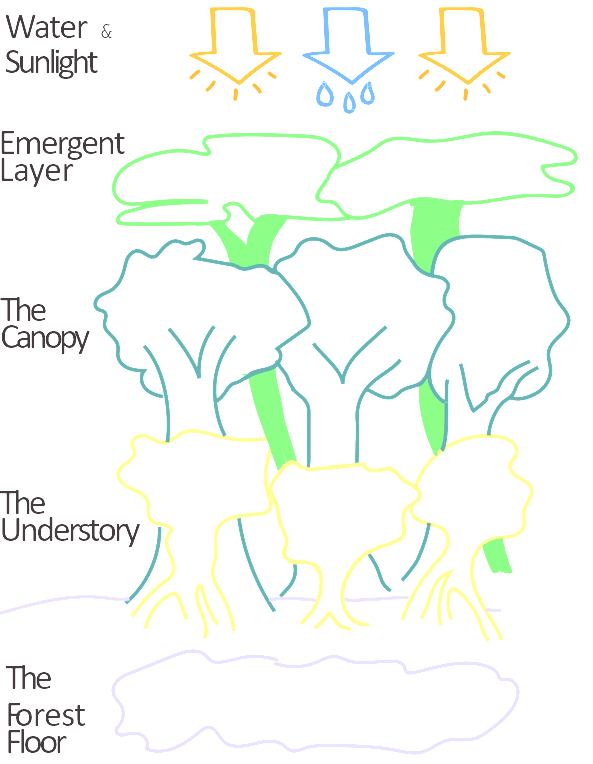 Water &
Sunlight
Emergent
Layer
The
Canopy
The
Understory
The
Forest
Floor